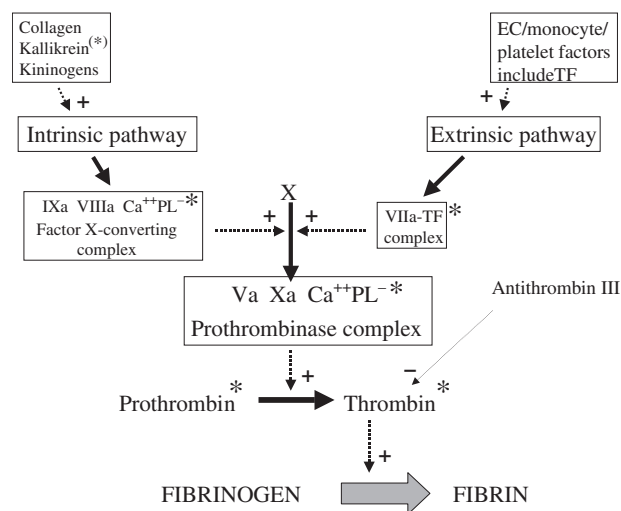 Collagen
Kallikrein(*)
Kininogens
EC/monocyte/
platelet factors
includeTF
+
+
Intrinsic pathway
Extrinsic pathway
X
IXa VIIIa Ca++PL–*
Factor X-converting
complex
+ +
VIIa-TF*
complex
Va Xa Ca++PL–*
Prothrombinase complex
Antithrombin III
+
–
Prothrombin* Thrombin*
+
FIBRINOGEN FIBRIN